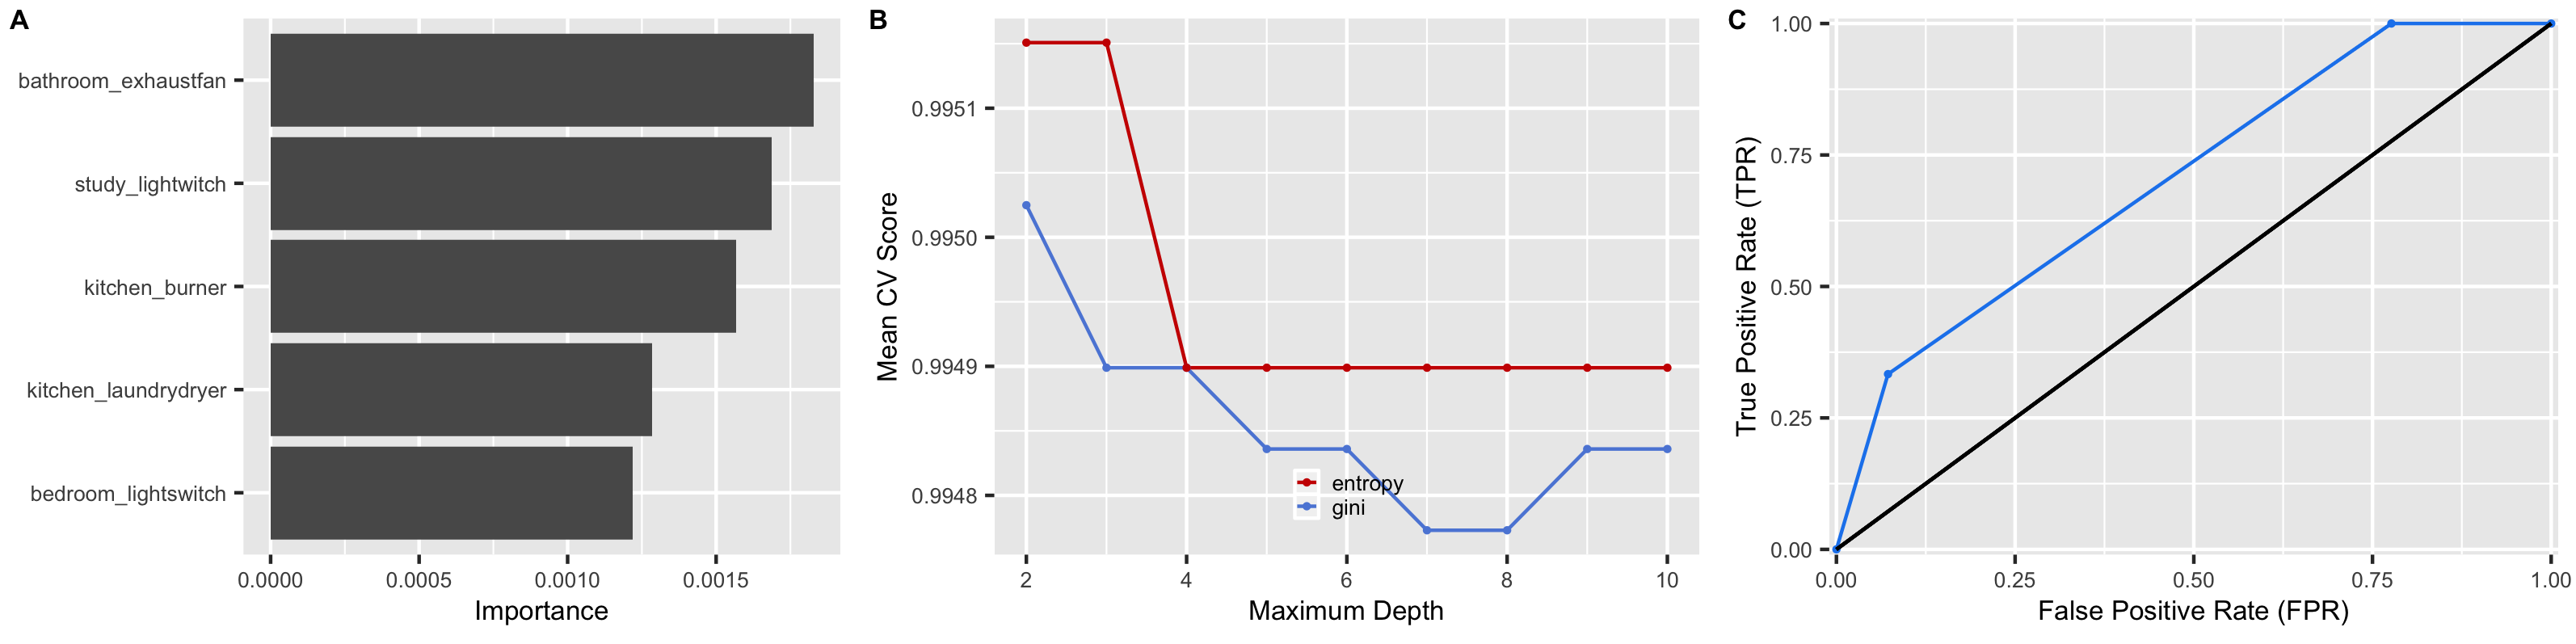 A
bathroom_exhaustfan
study_lightwitch
kitchen_burner
kitchen_laundrydryer
bedroom_lightswitch
0.0000 0.0005 0.0010 0.0015
Importance
B
Mean CV Score
0.9951
0.9950
0.9949
0.9948
entropy
gini
2 4 6 8 10
Maximum Depth
C
True Positive Rate (TPR)
1.00
0.75
0.50
0.25
0.00
0.00 0.25 0.50 0.75 1.00
False Positive Rate (FPR)